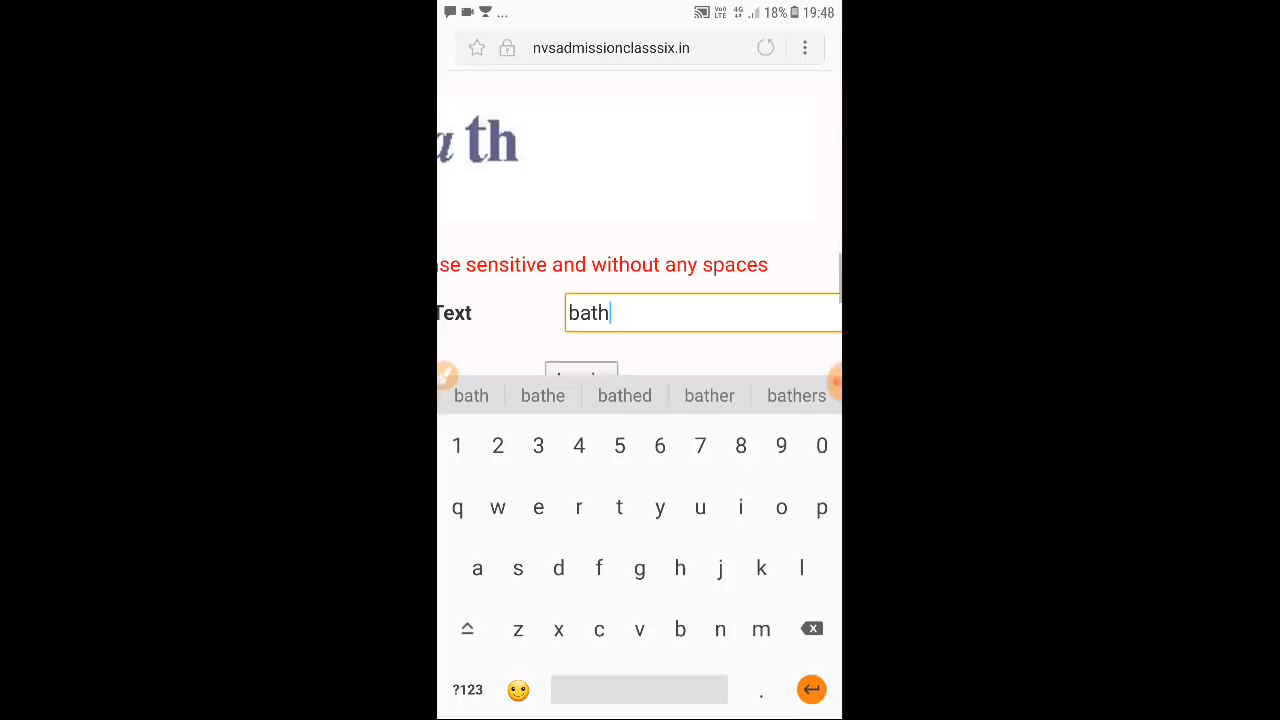 ... 18% 19:48
nvsadmissionclasssix.in
a th
ase sensitive and without any spaces
Text
bath
bath bathe bathed bather bathers
1 2 3 4 5 6 7 8 9 0
q w e r t y u i o p
a s d f g h j k l
z x c v b n m
?123 .